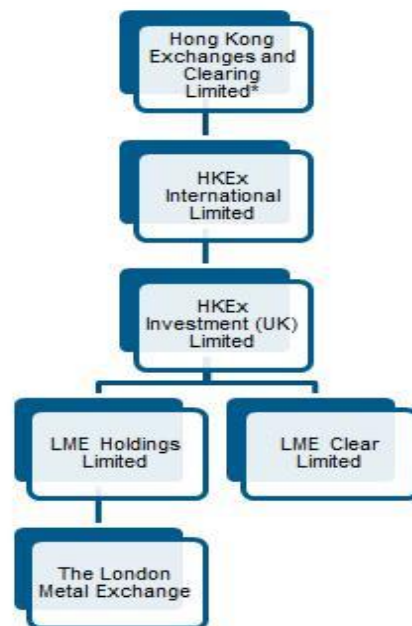 Hong Kong
Exchanges and
Clearing
Limited*
HKEx
International
Limited
HKEx
Investment (UK)
Limited
LME Holdings
Limited
LME Clear
Limited
The London
Metal Exchange